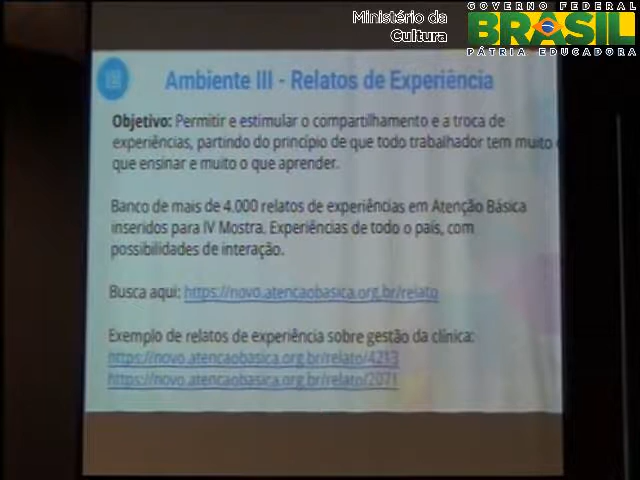 Ministério da
Cultura
GOVERNO FEDERAL
BRASIL
PÁTRIA EDUCADORA
Ambiente III - Relatos de Experiência
Objetivo: Permitir e estimular o compartilhamento e a troca de
experiências, partindo do princípio de que todo trabalhador tem muito
que ensinar e muito o que aprender.
Banco de mais de 4.000 relatos de experiências em Atenção Básica
inseridos para IV Mostra. Experiências de todo o país, com
possibilidades de interação.
Busca aqui: https://novo.atencaobasica.org.br/relato
Exemplo de relatos de experiência sobre gestão da clínica:
https://novo.atencaobasica.org.br/relato/4213
https://novo.atencaobasica.org.br/relato/2071